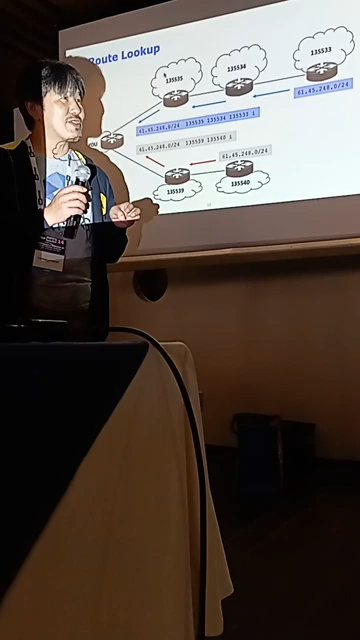 Route Lookup
135533
135534
135535
61.45.248.0/24
61.45.248.0/24 135535 135534 135533 i
61.45.248.0/24 135539 135540 i
61.45.248.0/24
YOU
135539
135540